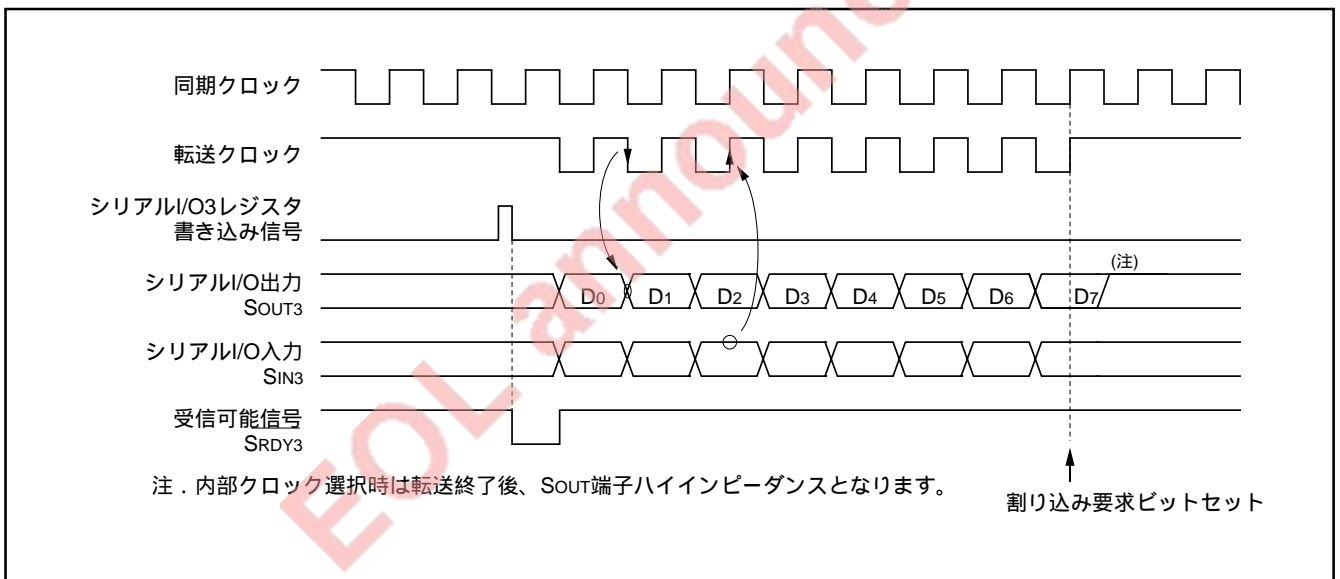 同期クロック
転送クロック
シリアルI/O3レジスタ
書き込み信号
シリアルI/O出力
SOUT3
(注)
D0 D1 D2 D3 D4 D5 D6 D7
シリアルI/O入力
SIN3
受信可能信号
SRDY3
注．内部クロック選択時は転送終了後、SOUT端子ハイインピーダンスとなります。
割り込み要求ビットセット
EOL announ